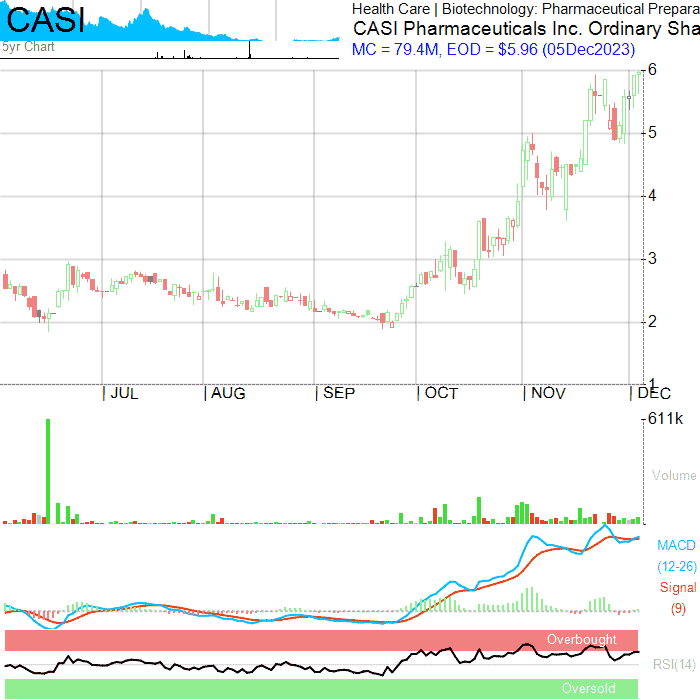 CASI
5yr Chart
Health Care | Biotechnology: Pharmaceutical Prepara
CASI Pharmaceuticals Inc. Ordinary Sha
MC = 79.4M, EOD = $5.96 (05Dec2023)
6
5
4
3
2
1
| JUL | AUG | SEP | OCT | NOV | DEC
611k
Volume
MACD
(12-26)
Signal
(9)
Overbought
RSI(14)
Oversold